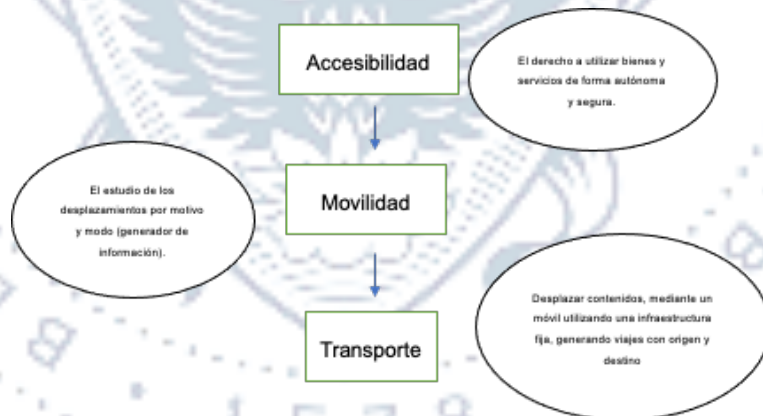 Accesibilidad
El derecho a utilizar bienes y
servicios de forma autónoma
y segura.
El estudio de los
desplazamientos por motivo
y modo (generador de
información).
Movilidad
Desplazar contenidos, mediante un
móvil utilizando una infraestructura
fija, generando viajes con origen y
destino
Transporte